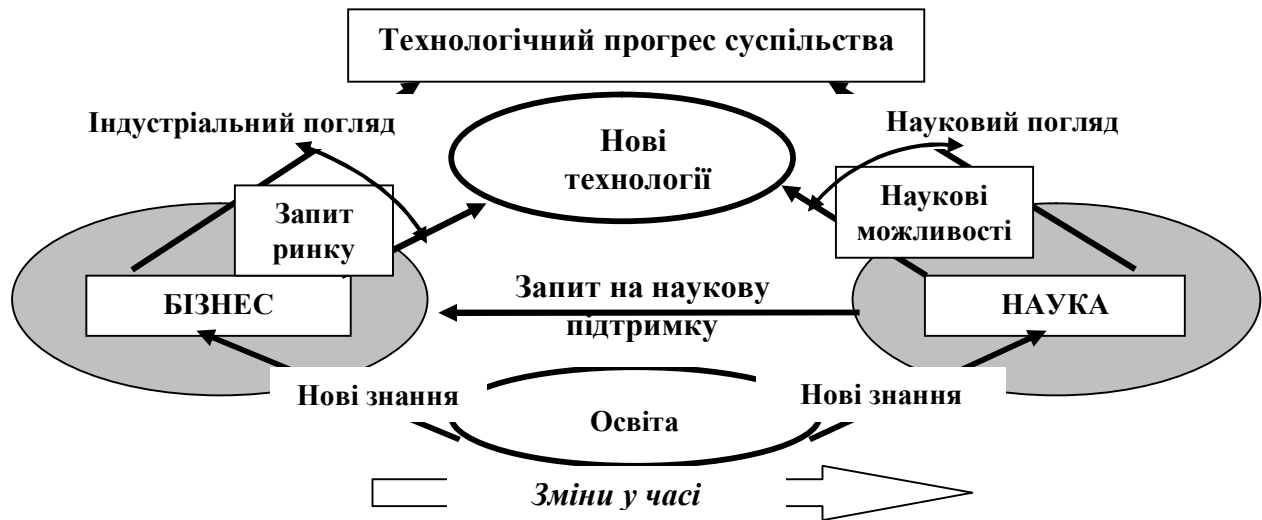 Технологічний прогрес суспільства
Індустріальний погляд
Науковий погляд
Нові
технології
Запит
ринку
Наукові
можливості
БІЗНЕС
Запит на наукову
підтримку
НАУКА
Нові знання
Освіта
Нові знання
Зміни у часі